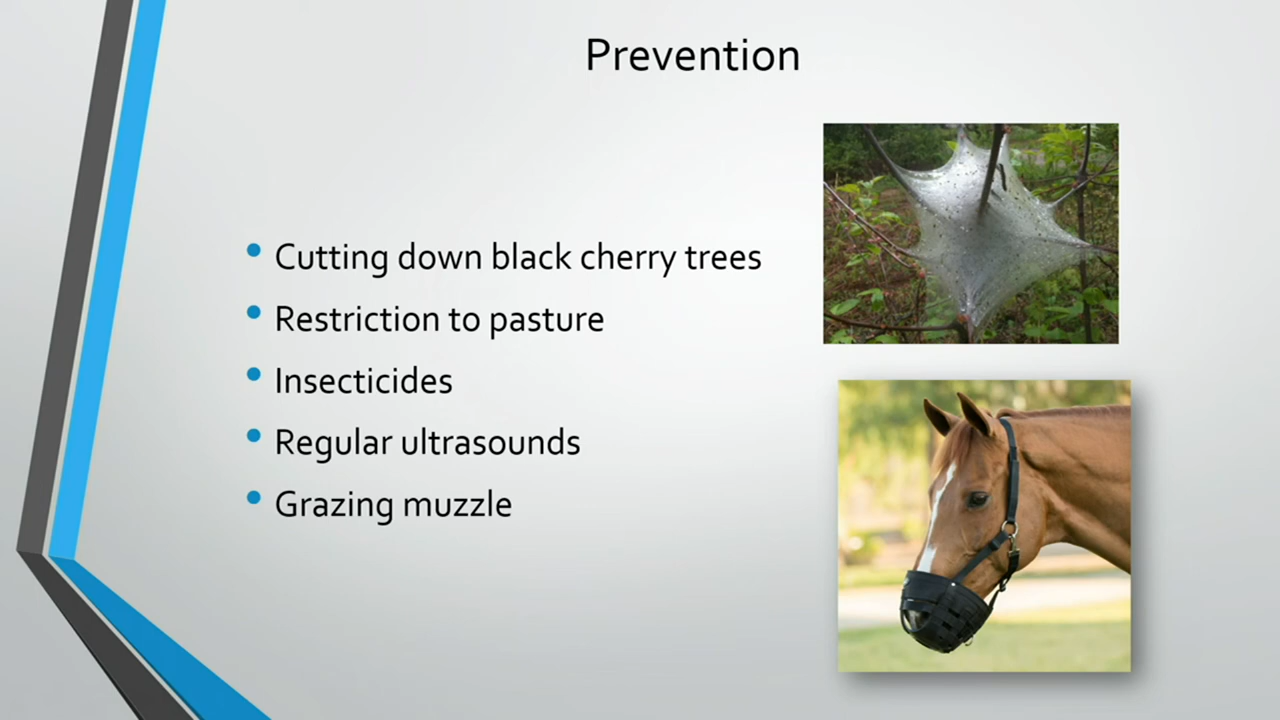 Prevention
Cutting down black cherry trees
Restriction to pasture
Insecticides
Regular ultrasounds
Grazing muzzle